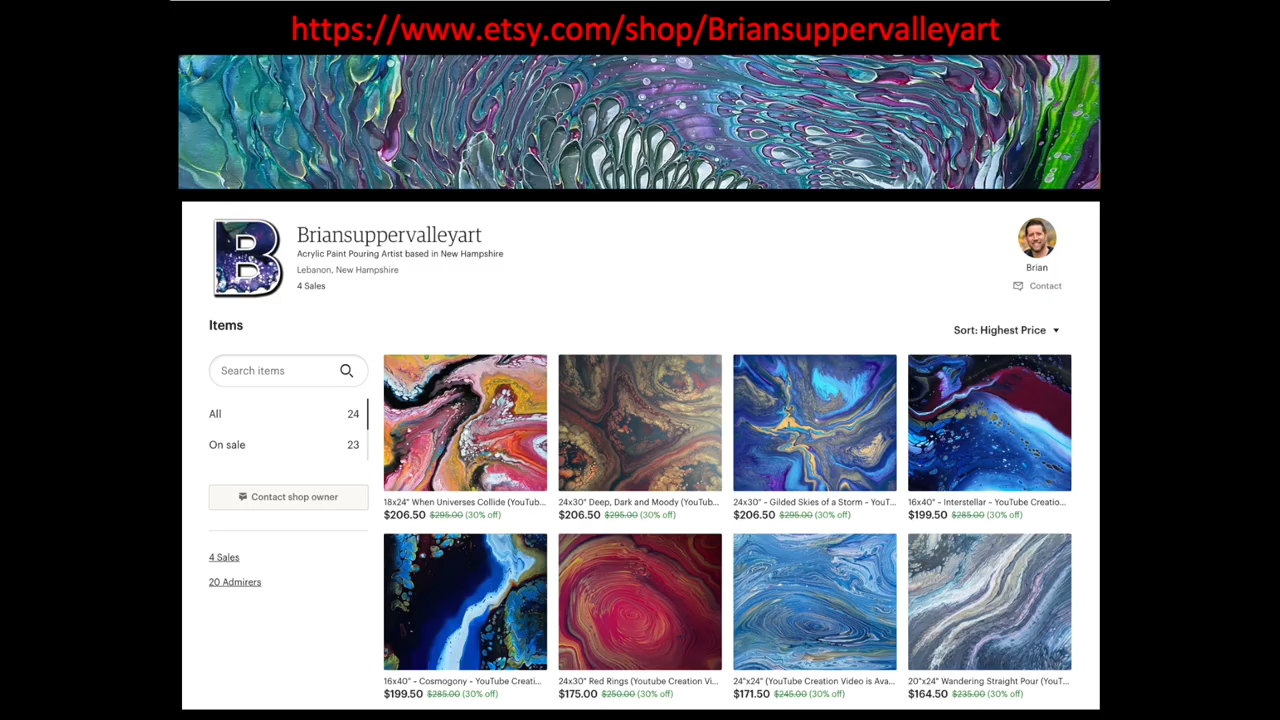 https://www.etsy.com/shop/Briansuppervalleyart
B
Briansuppervalleyart
Acrylic Paint Pouring Artist based in New Hampshire
Lebanon, New Hampshire
4 Sales
Brian
Contact
Items
Sort: Highest Price
Search items
All 24
On sale 23
Contact shop owner
4 Sales
20 Admirers
18x24" When Universes Collide (YouTub...
$206.50 $295.00 (30% off)
24x30" Deep, Dark and Moody (YouTub...
$206.50 $295.00 (30% off)
24x30" - Gilded Skies of a Storm - YouT...
$206.50 $295.00 (30% off)
16x40" - Interstellar - YouTube Creatio...
$199.50 $285.00 (30% off)
16x40" - Cosmogony - YouTube Creati...
$199.50 $285.00 (30% off)
24x30" Red Rings (Youtube Creation Vi...
$175.00 $250.00 (30% off)
24"x24" (YouTube Creation Video is Ava...
$171.50 $245.00 (30% off)
20"x24" Wandering Straight Pour (YouT...
$164.50 $235.00 (30% off)